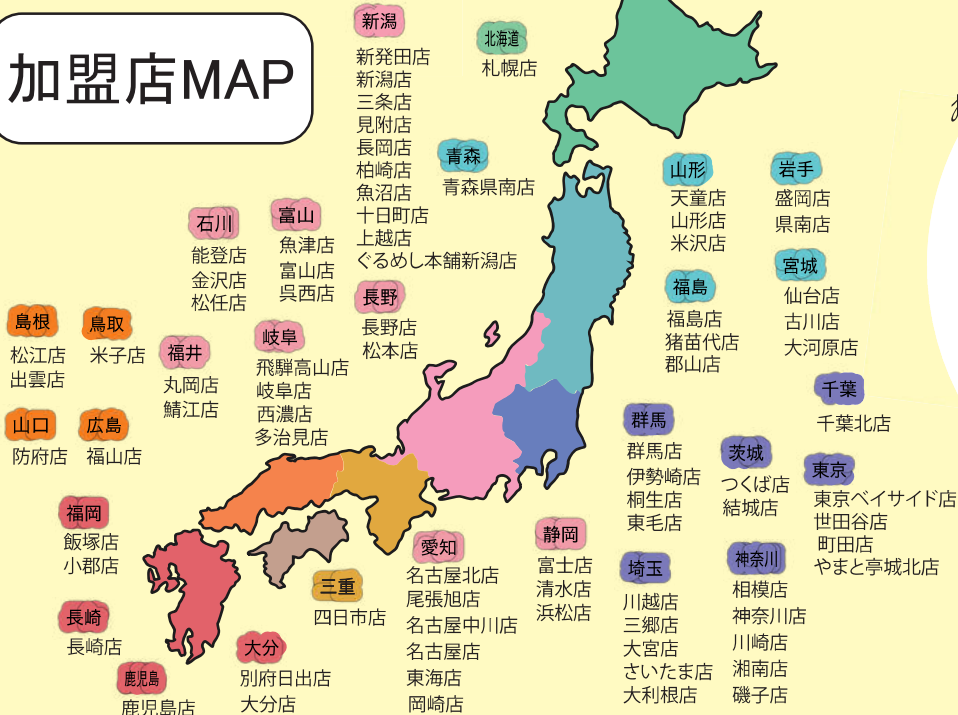 加盟店MAP
新潟
新発田店
新潟店
三条店
見附店
長岡店
柏崎店
魚沼店
十日町店
上越店
ぐるめし本舗新潟店
北海道
札幌店
青森
青森県南店
山形
天童店
山形店
米沢店
岩手
盛岡店
県南店
石川
能登店
金沢店
松任店
富山
魚津店
富山店
呉西店
長野
長野店
松本店
福島
福島店
猪苗代店
郡山店
宮城
仙台店
古川店
大河原店
島根
松江店
出雲店
鳥取
米子店
福井
丸岡店
鯖江店
岐阜
飛騨高山店
岐阜店
西濃店
多治見店
千葉
千葉北店
山口
防府店
広島
福山店
群馬
群馬店
伊勢崎店
桐生店
東毛店
茨城
つくば店
結城店
東京
東京ベイサイド店
世田谷店
町田店
やまと亭城北店
福岡
飯塚店
小郡店
三重
四日市店
愛知
名古屋北店
尾張旭店
名古屋中川店
名古屋店
東海店
岡崎店
静岡
富士店
清水店
浜松店
埼玉
川越店
三郷店
大宮店
さいたま店
大利根店
神奈川
相模店
神奈川店
川崎店
湘南店
磯子店
長崎
長崎店
鹿児島
鹿児島店
大分
別府日出店
大分店